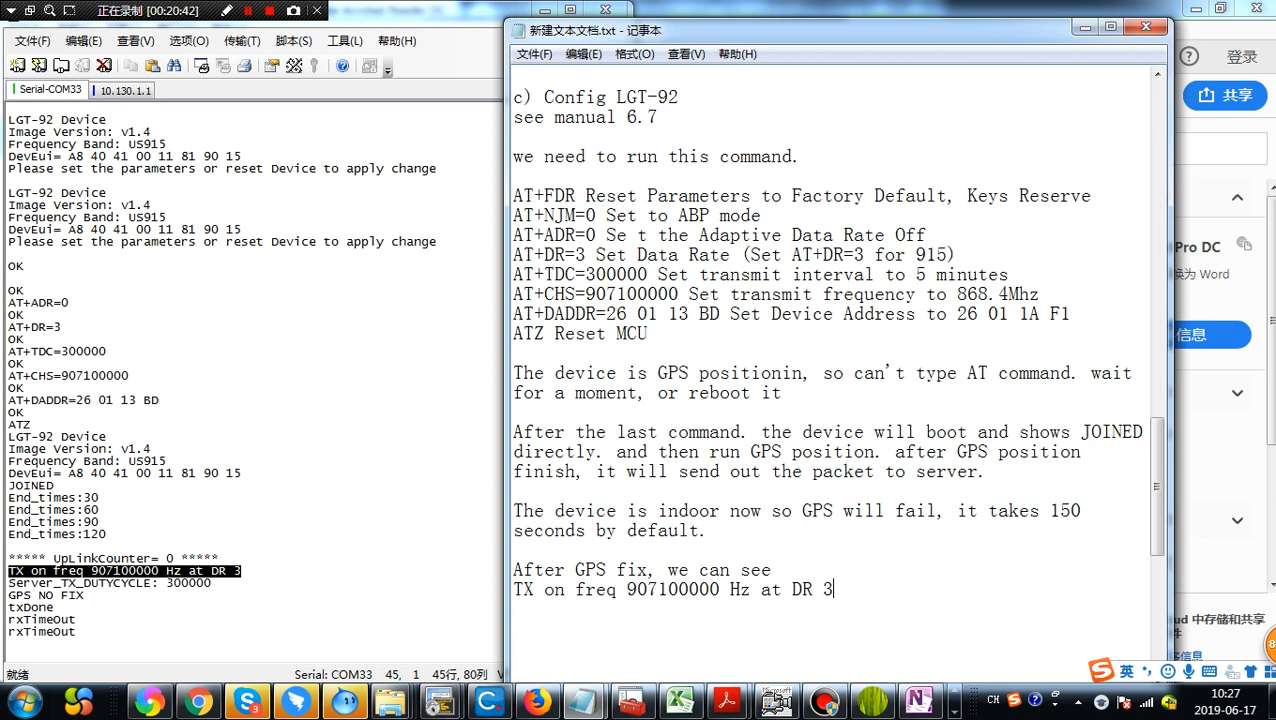 正在录制 [00:20:42]
文件(F) 编辑(E) 查看(V) 选项(O) 传输(T) 脚本(S) 工具(L) 帮助(H)
Serial-COM33 10.130.1.1
LGT-92 Device
Image Version: v1.4
Frequency Band: US915
DevEui= A8 40 41 00 11 81 90 15
Please set the parameters or reset Device to apply change
LGT-92 Device
Image Version: v1.4
Frequency Band: US915
DevEui= A8 40 41 00 11 81 90 15
Please set the parameters or reset Device to apply change
OK
OK
AT+ADR=0
OK
AT+DR=3
OK
AT+TDC=300000
OK
AT+CHS=907100000
OK
AT+DADDR=26 01 13 BD
OK
ATZ
LGT-92 Device
Image Version: v1.4
Frequency Band: US915
DevEui= A8 40 41 00 11 81 90 15
JOINED
End_times:30
End_times:60
End_times:90
End_times:120
***** UpLinkCounter= 0 *****
TX on freq 907100000 Hz at DR 3
Server_TX_DUTYCYCLE: 300000
GPS NO FIX
txDone
rxTimeOut
rxTimeOut
就绪 Serial: COM33 45, 1 45行, 80列 V
新建文本文档.txt - 记事本
文件(F) 编辑(E) 格式(O) 查看(V) 帮助(H)
c) Config LGT-92
see manual 6.7
we need to run this command.
AT+FDR Reset Parameters to Factory Default, Keys Reserve
AT+NJM=0 Set to ABP mode
AT+ADR=0 Se t the Adaptive Data Rate Off
AT+DR=3 Set Data Rate (Set AT+DR=3 for 915)
AT+TDC=300000 Set transmit interval to 5 minutes
AT+CHS=907100000 Set transmit frequency to 868.4Mhz
AT+DADDR=26 01 13 BD Set Device Address to 26 01 1A F1
ATZ Reset MCU
The device is GPS positionin, so can't type AT command. wait
for a moment, or reboot it
After the last command. the device will boot and shows JOINED
directly. and then run GPS position. after GPS position
finish, it will send out the packet to server.
The device is indoor now so GPS will fail, it takes 150
seconds by default.
After GPS fix, we can see
TX on freq 907100000 Hz at DR 3
登录
共享
Pro DC
换为 Word
信息
ud 中存储和共享
件
多信息
英
CH
10:27
2019-06-17